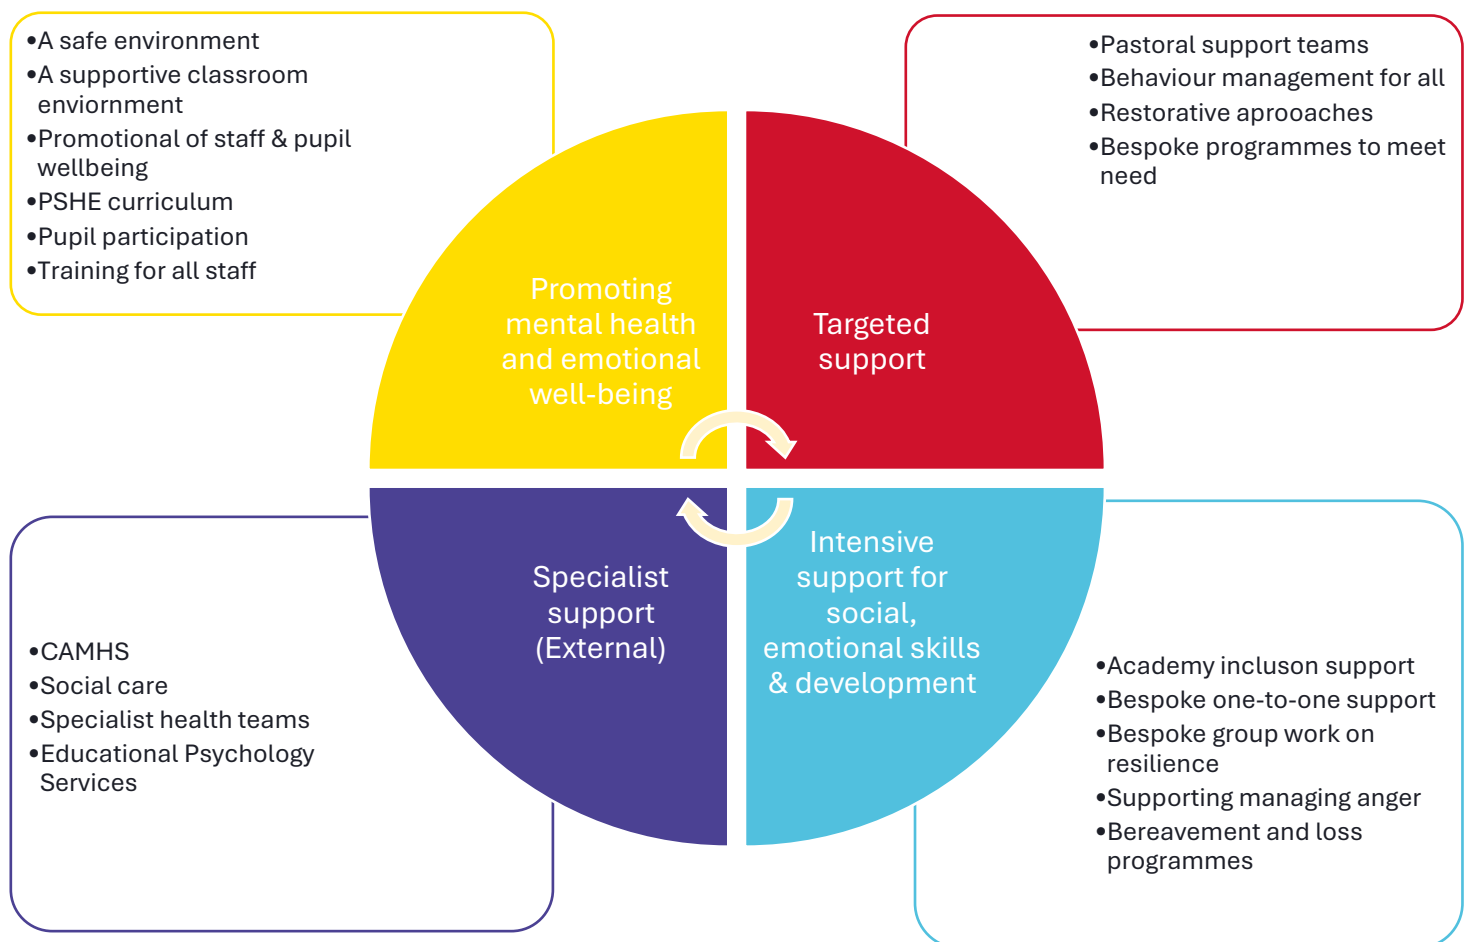 •A safe environment
•A supportive classroom
enviornment
•Promotional of staff & pupil
wellbeing
•PSHE curriculum
•Pupil participation
•Training for all staff
•Pastoral support teams
•Behaviour management for all
•Restorative aprooaches
•Bespoke programmes to meet
need
Promoting
mental health
and emotional
well-being
Targeted
support
Specialist
support
(External)
Intensive
support for
social,
emotional skills
& development
•CAMHS
•Social care
•Specialist health teams
•Educational Psychology
Services
•Academy incluson support
•Bespoke one-to-one support
•Bespoke group work on
resilience
•Supporting managing anger
•Bereavement and loss
programmes